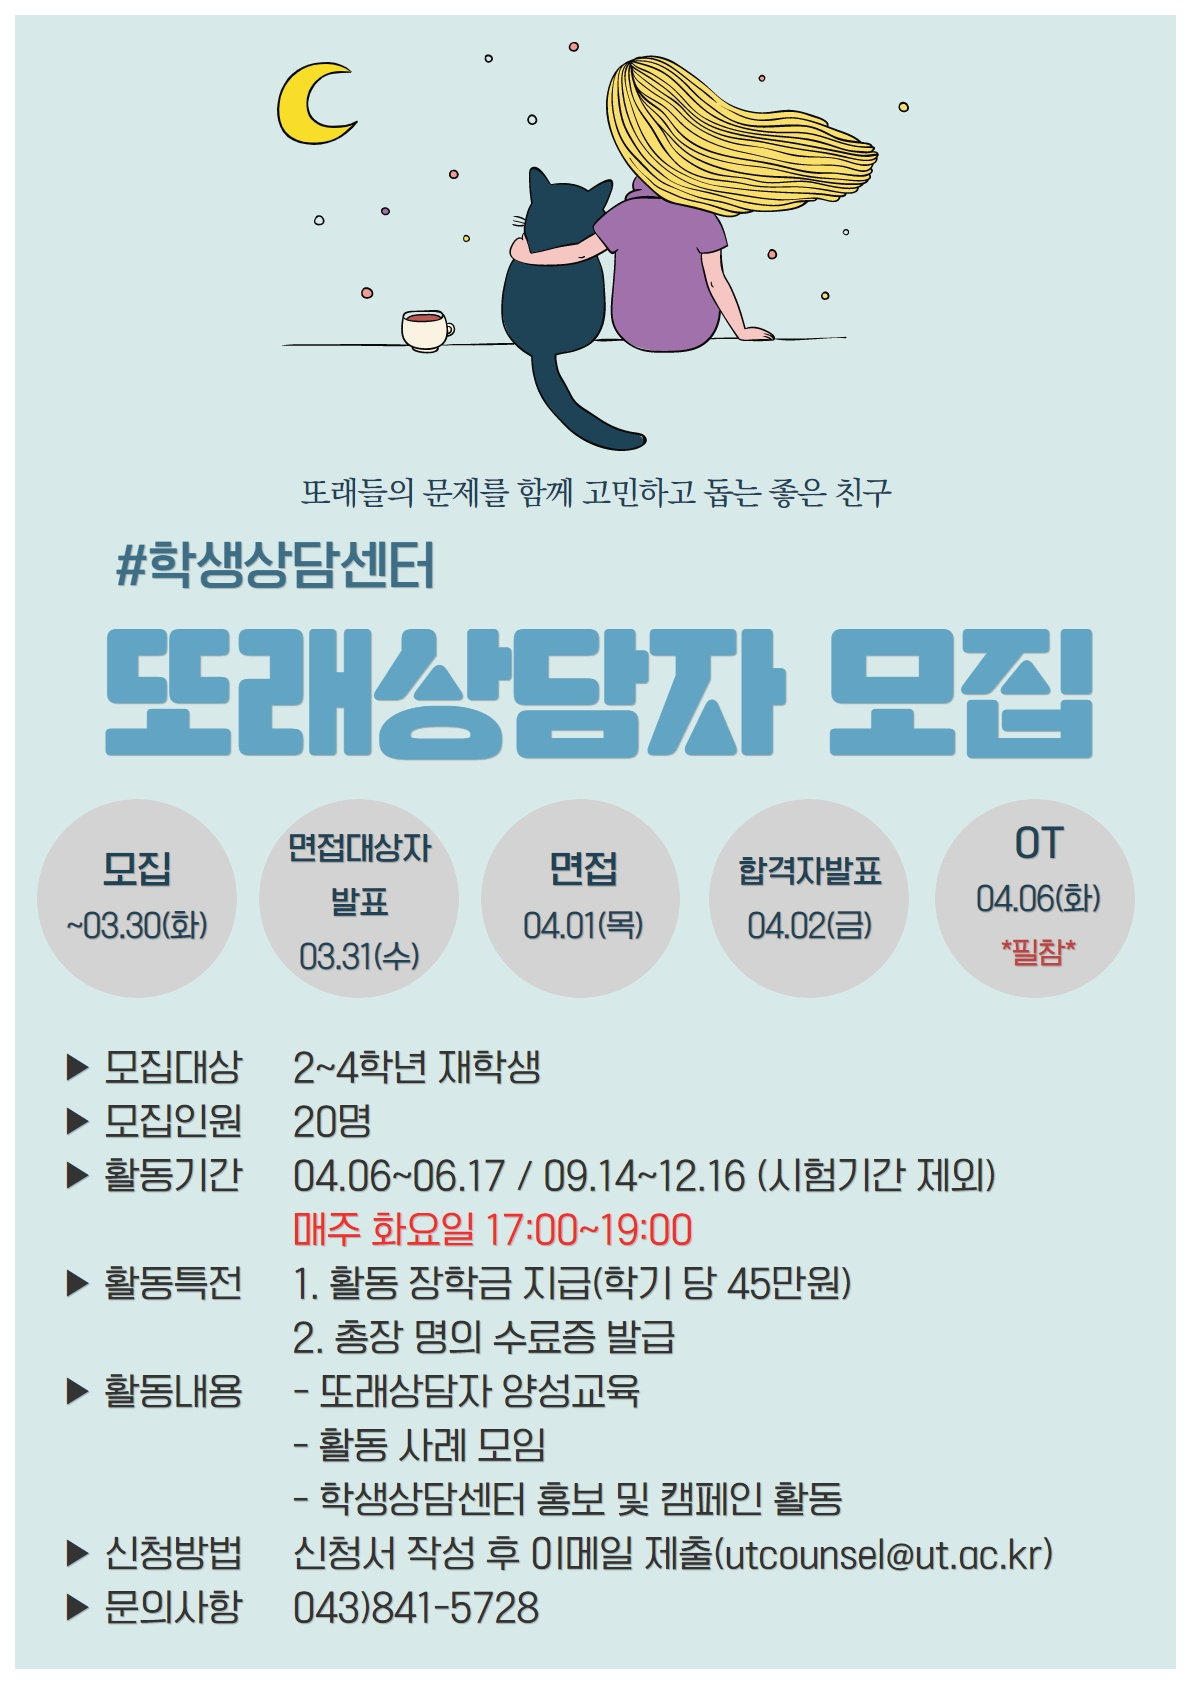 또래들의 문제를 함께 고민하고 돕는 좋은 친구
#학생상담센터
또래상담자 모집
모집
~03.30(화)
면접대상자
발표
03.31(수)
면접
04.01(목)
합격자발표
04.02(금)
OT
04.06(화)
*필참*
▶ 모집대상 2~4학년 재학생
▶ 모집인원 20명
▶ 활동기간 04.06~06.17 / 09.14~12.16 (시험기간 제외)
매주 화요일 17:00~19:00
▶ 활동특전 1. 활동 장학금 지급(학기 당 45만원)
2. 총장 명의 수료증 발급
▶ 활동내용 - 또래상담자 양성교육
- 활동 사례 모임
- 학생상담센터 홍보 및 캠페인 활동
▶ 신청방법 신청서 작성 후 이메일 제출(utcounsel@ut.ac.kr)
▶ 문의사항 043)841-5728